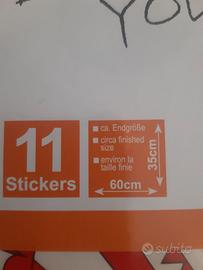 YOU
11
Stickers
ca. Endgröße
circa finished
size
environ la
taille finie
35cm
60cm
subito